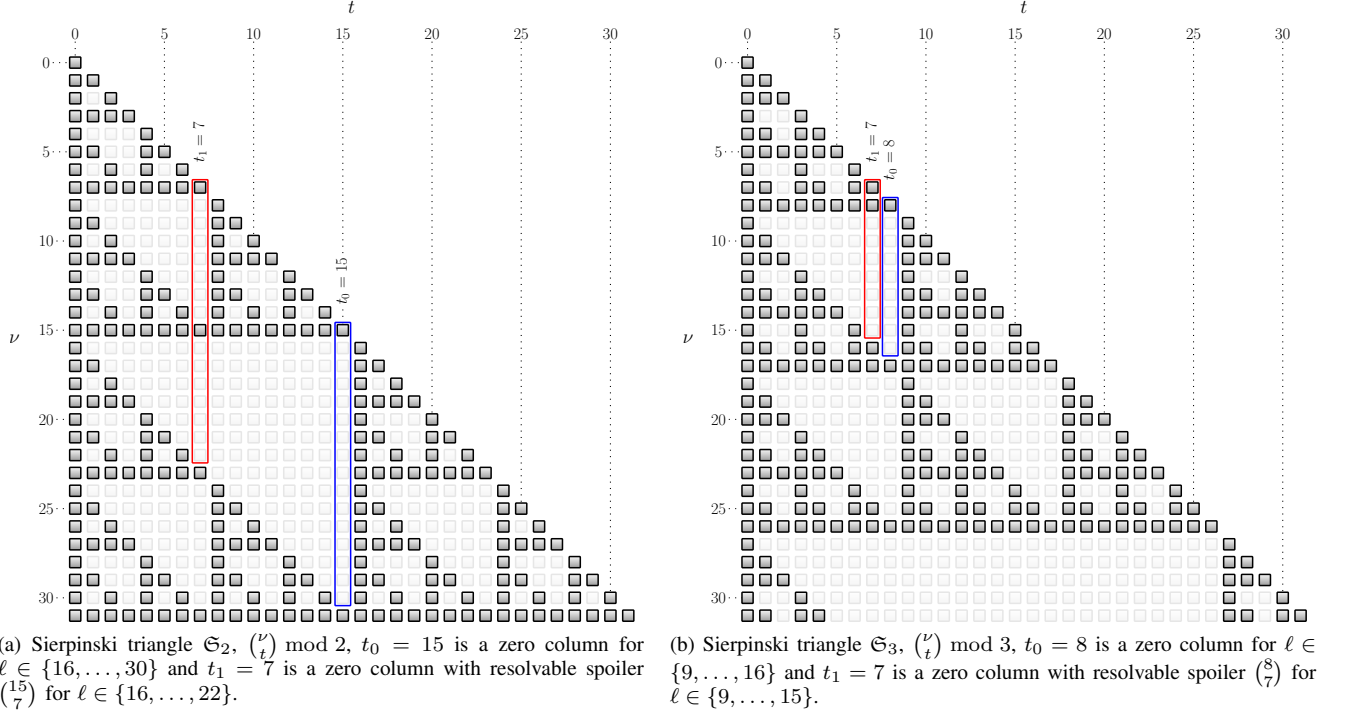 t
0 5 10 15 20 25 30
0
5
10
15
20
25
30
ν
t₁ = 7
t₀ = 15
a) Sierpinski triangle 𝔖₂, (ν t) mod 2, t₀ = 15 is a zero column for
ℓ ∈ {16, . . . , 30} and t₁ = 7 is a zero column with resolvable spoiler
(15 7) for ℓ ∈ {16, . . . , 22}.
t
0 5 10 15 20 25 30
0
5
10
15
20
25
30
ν
t₁ = 7
t₀ = 8
(b) Sierpinski triangle 𝔖₃, (ν t) mod 3, t₀ = 8 is a zero column for ℓ ∈
{9, . . . , 16} and t₁ = 7 is a zero column with resolvable spoiler (8 7) for
ℓ ∈ {9, . . . , 15}.